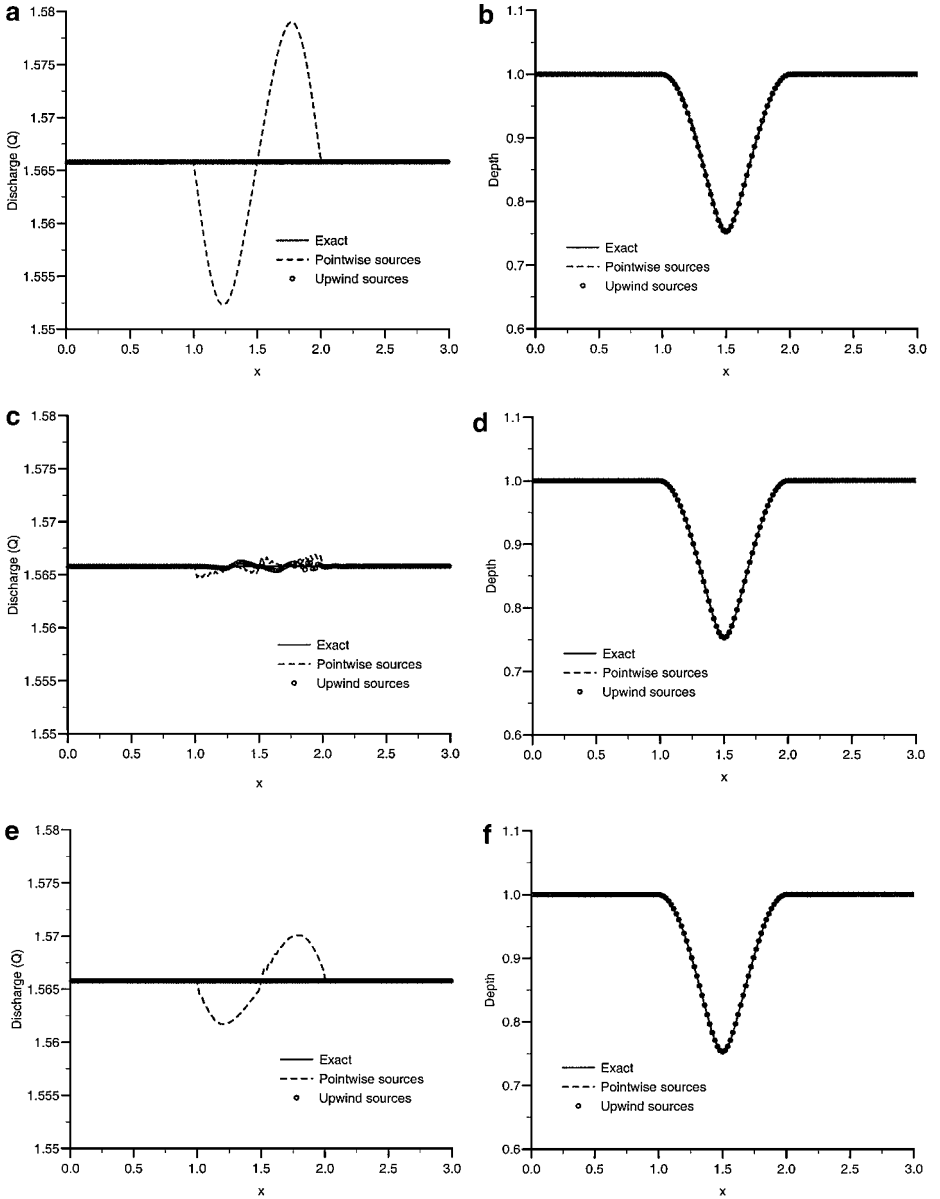 a
1.58
1.575
1.57
1.565
1.56
1.555
1.55
Discharge (Q)
Exact
Pointwise sources
Upwind sources
0.0 0.5 1.0 1.5 2.0 2.5 3.0
x
b
1.1
1.0
0.9
0.8
0.7
0.6
Depth
Exact
Pointwise sources
Upwind sources
0.0 0.5 1.0 1.5 2.0 2.5 3.0
x
c
1.58
1.575
1.57
1.565
1.56
1.555
1.55
Discharge (Q)
Exact
Pointwise sources
Upwind sources
0.0 0.5 1.0 1.5 2.0 2.5 3.0
x
d
1.1
1.0
0.9
0.8
0.7
0.6
Depth
Exact
Pointwise sources
Upwind sources
0.0 0.5 1.0 1.5 2.0 2.5 3.0
x
e
1.58
1.575
1.57
1.565
1.56
1.555
1.55
Discharge (Q)
Exact
Pointwise sources
Upwind sources
0.0 0.5 1.0 1.5 2.0 2.5 3.0
x
f
1.1
1.0
0.9
0.8
0.7
0.6
Depth
Exact
Pointwise sources
Upwind sources
0.0 0.5 1.0 1.5 2.0 2.5 3.0
x